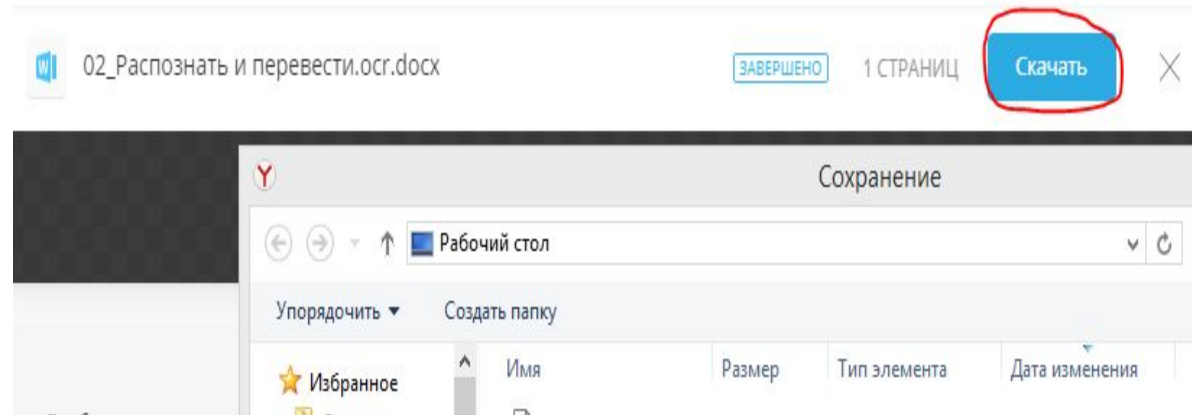 02_Распознать и перевести.ocr.docx ЗАВЕРШЕНО 1 СТРАНИЦ Скачать
Сохранение
Рабочий стол
Упорядочить Создать папку
Избранное Имя Размер Тип элемента Дата изменения